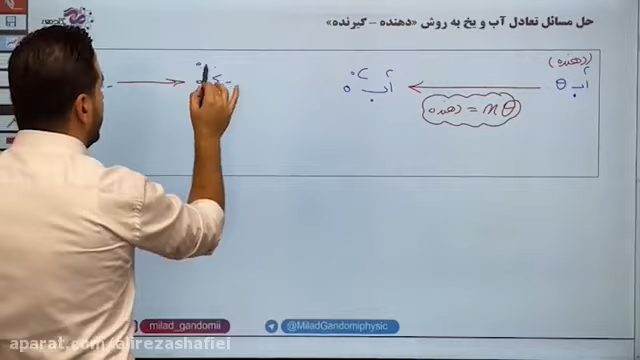 حل مسائل تعادل آب و یخ به روش «دهنده – گیرنده»
(دهنده)
آب θ
آب ۰ °C
دهنده = mθ
milad_gandomii
@MiladGandomiphysic
aparat.com/alirezashafiei